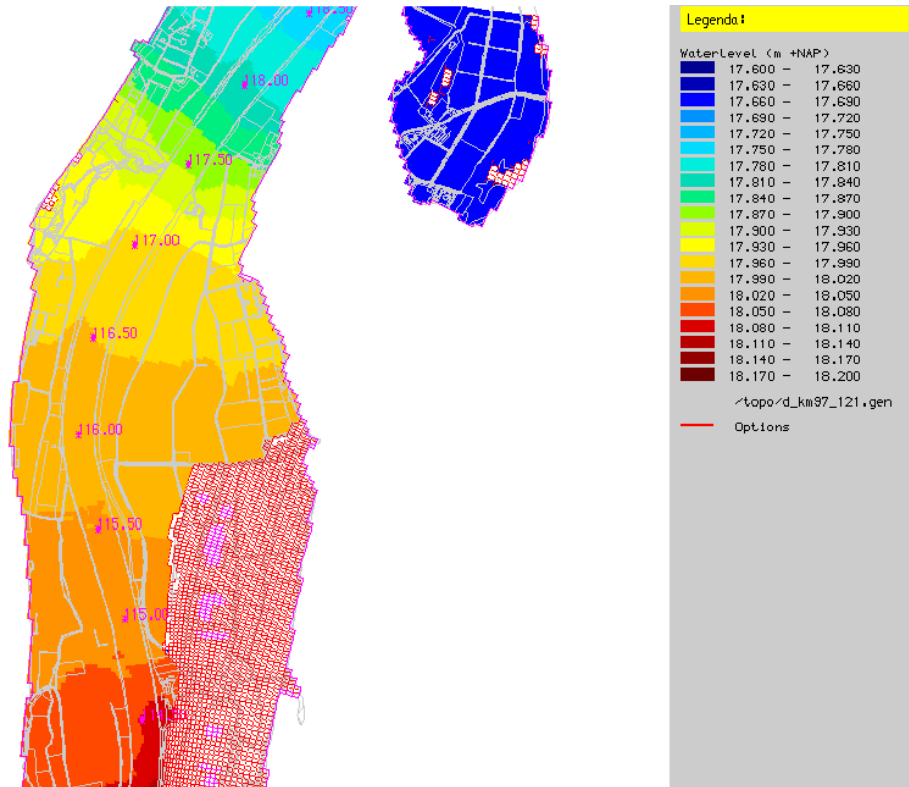 118.50
118.00
117.50
117.00
116.50
116.00
115.50
115.00
Legenda:
WaterLevel (m +NAP)
17.600 - 17.630
17.630 - 17.660
17.660 - 17.690
17.690 - 17.720
17.720 - 17.750
17.750 - 17.780
17.780 - 17.810
17.810 - 17.840
17.840 - 17.870
17.870 - 17.900
17.900 - 17.930
17.930 - 17.960
17.960 - 17.990
17.990 - 18.020
18.020 - 18.050
18.050 - 18.080
18.080 - 18.110
18.110 - 18.140
18.140 - 18.170
18.170 - 18.200
/topo/d_km97_121.gen
Options